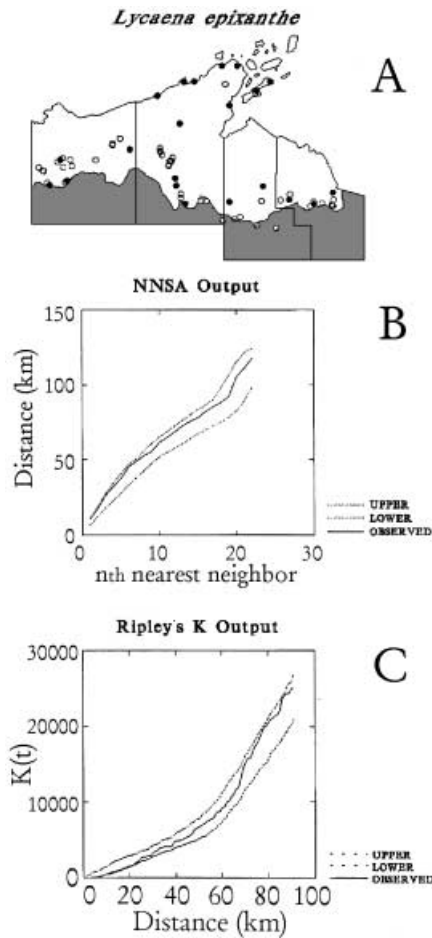 Lycaena epixanthe
A
NNSA Output
B
150
100
50
0
Distance (km)
0 10 20 30
nth nearest neighbor
UPPER
LOWER
OBSERVED
Ripley's K Output
C
30000
20000
10000
0
K(t)
0 20 40 60 80 100
Distance (km)
UPPER
LOWER
OBSERVED